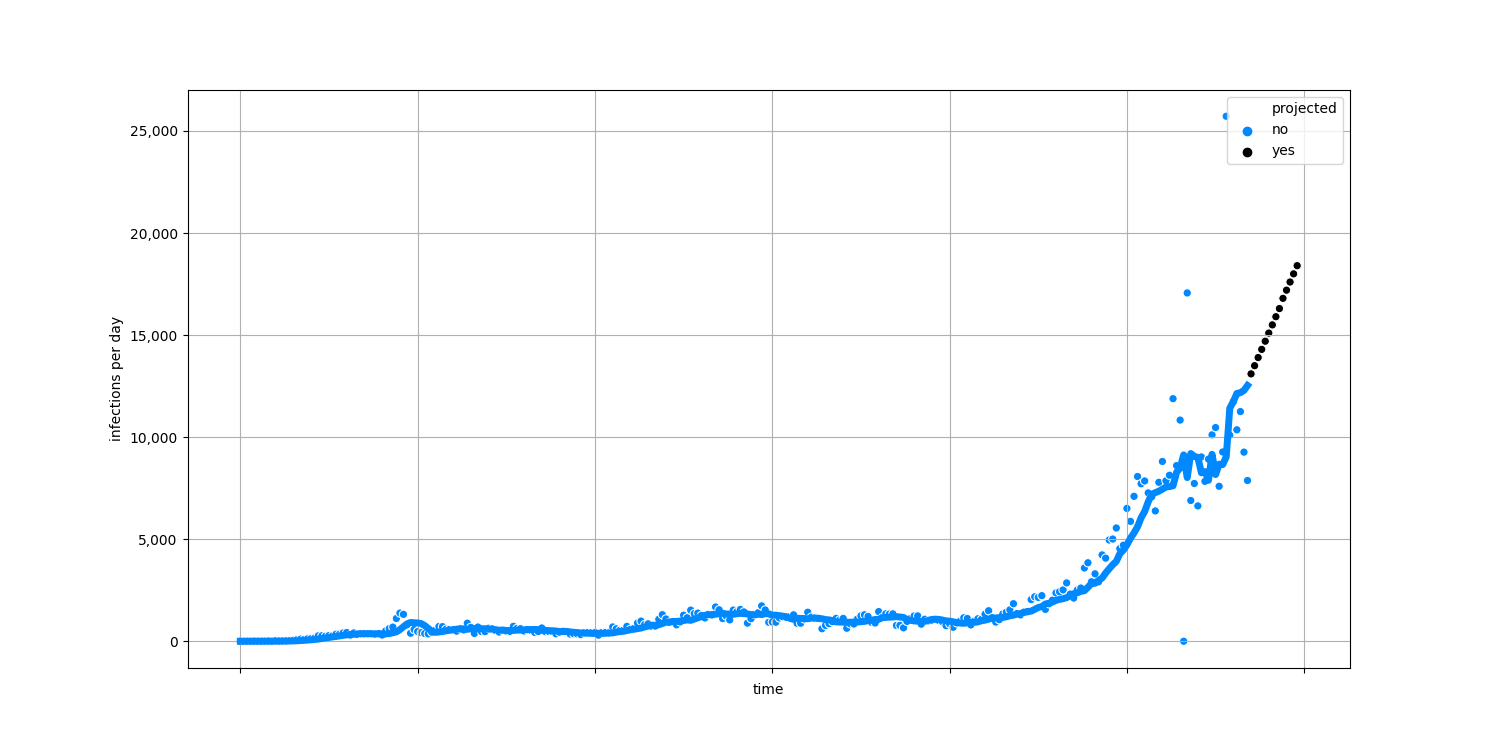 projected
no
yes
25,000
20,000
15,000
10,000
5,000
0
infections per day
time